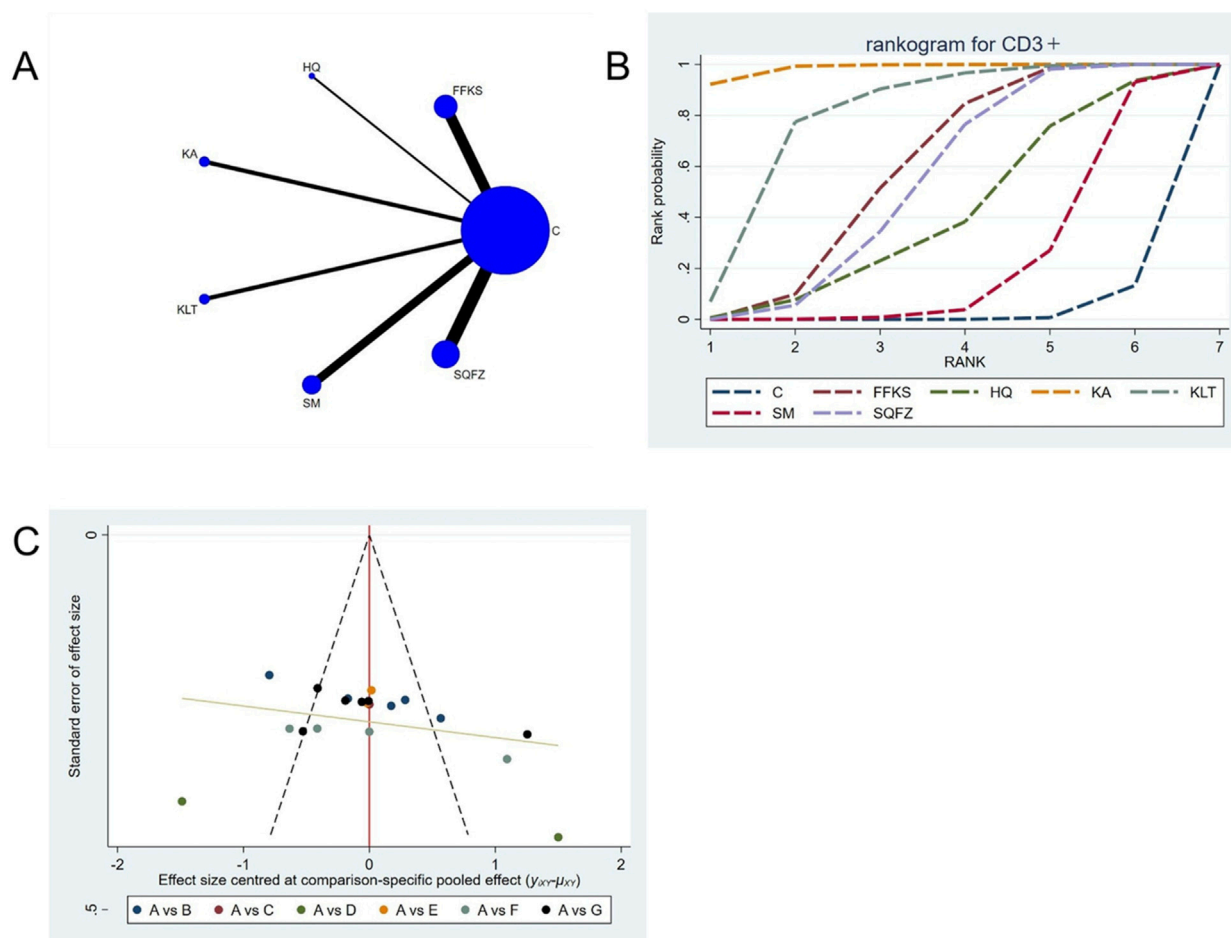 A
HQ
FFKS
KA
C
KLT
SQFZ
SM
B
rankogram for CD3+
Rank probability
1
.8
.6
.4
.2
0
1 2 3 4 5 6 7
RANK
C FFKS HQ KA KLT
SM SQFZ
C
Standard error of effect size
0
.5
-2 -1 0 1 2
Effect size centred at comparison-specific pooled effect (yiXY-μXY)
A vs B A vs C A vs D A vs E A vs F A vs G